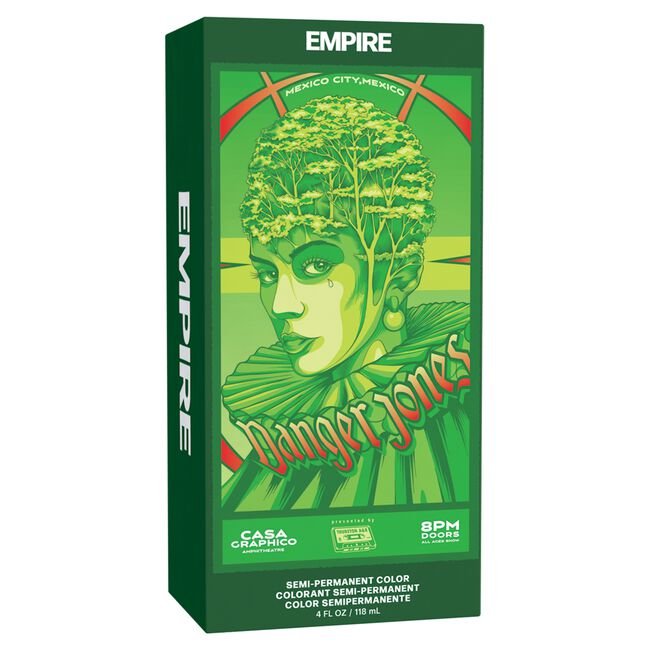 EMPIRE
EMPIRE
MEXICO CITY, MEXICO
Danger Jones
CASA
GRAPHICO
AMPHITHEATRE
presented by
THURSTON A&R
8PM
DOORS
ALL AGES SHOW
SEMI-PERMANENT COLOR
COLORANT SEMI-PERMANENT
COLOR SEMIPERMANENTE
4 FL OZ / 118 mL